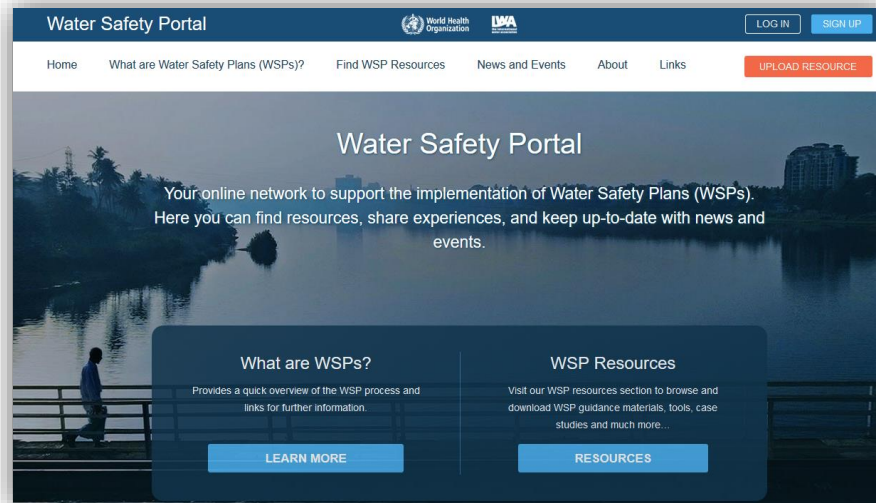 Water Safety Portal
World Health
Organization
LOG IN
SIGN UP
Home
What are Water Safety Plans (WSPs)?
Find WSP Resources
News and Events
About
Links
UPLOAD RESOURCE
Water Safety Portal
Your online network to support the implementation of Water Safety Plans (WSPs).
Here you can find resources, share experiences, and keep up-to-date with news and
events.
What are WSPs?
Provides a quick overview of the WSP process and
links for further information.
LEARN MORE
WSP Resources
Visit our WSP resources section to browse and
download WSP guidance materials, tools, case
studies and much more...
RESOURCES